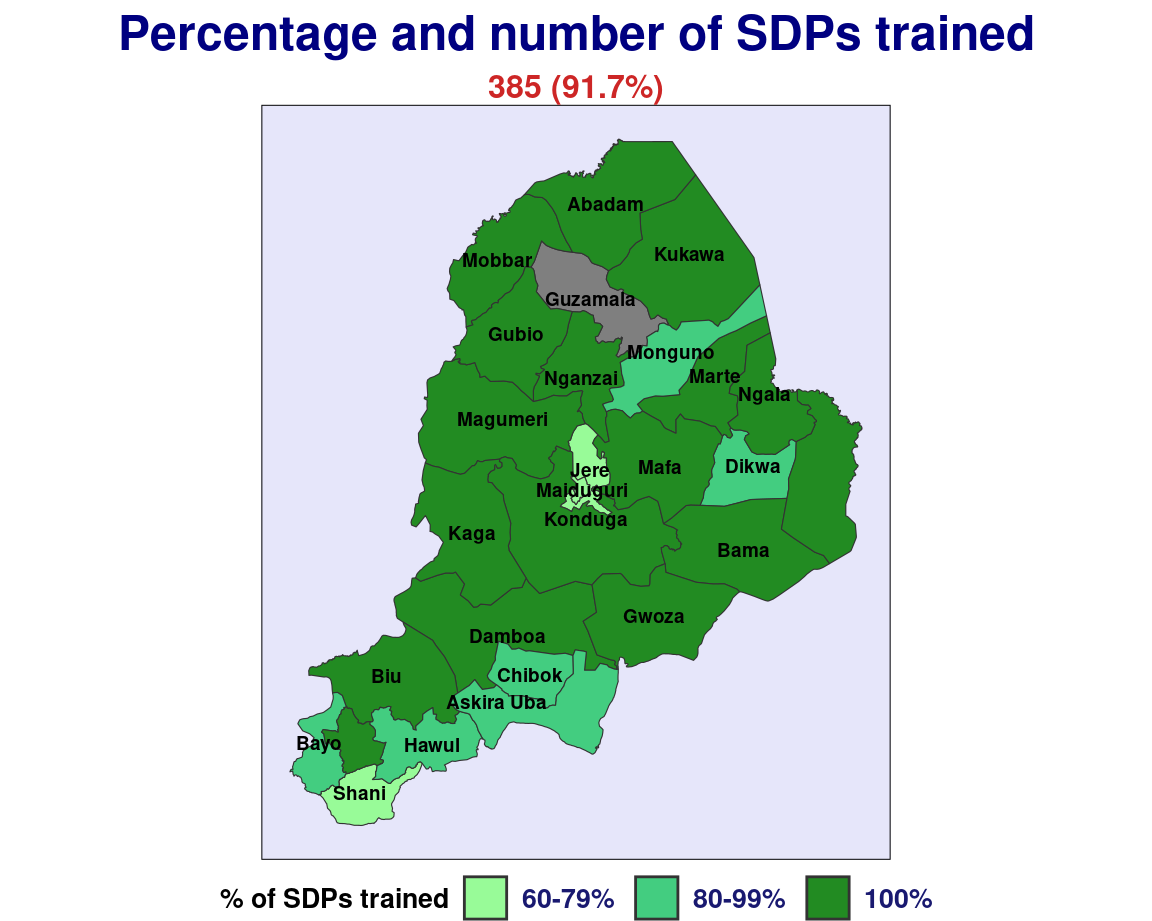 Percentage and number of SDPs trained
385 (91.7%)
Abadam
Kukawa
Mobbar
Guzamala
Gubio
Monguno
Nganzai
Marte
Ngala
Magumeri
Jere
Mafa
Dikwa
Maiduguri
Konduga
Kaga
Bama
Gwoza
Damboa
Biu
Chibok
Askira Uba
Bayo
Hawul
Shani
% of SDPs trained 60-79% 80-99% 100%